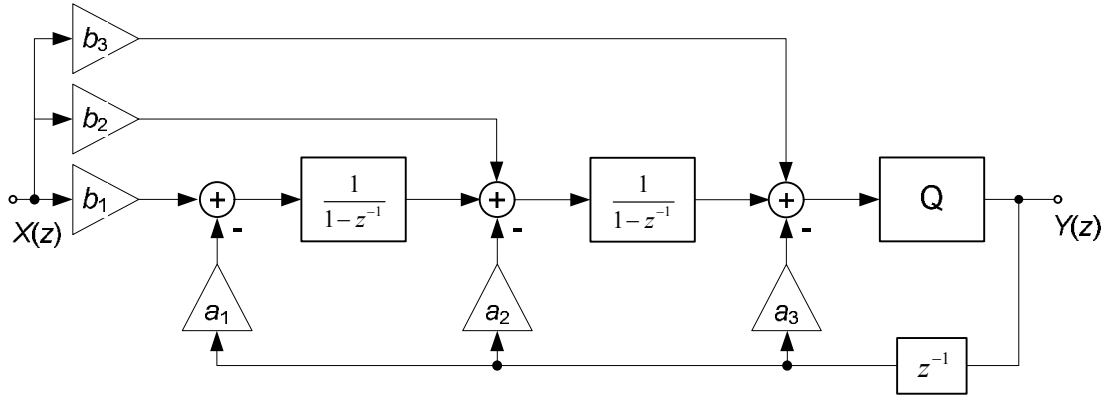 b₃
b₂
b₁
X(z)
+
-
1
1-z⁻¹
+
-
1
1-z⁻¹
+
-
Q
Y(z)
a₁
a₂
a₃
z⁻¹